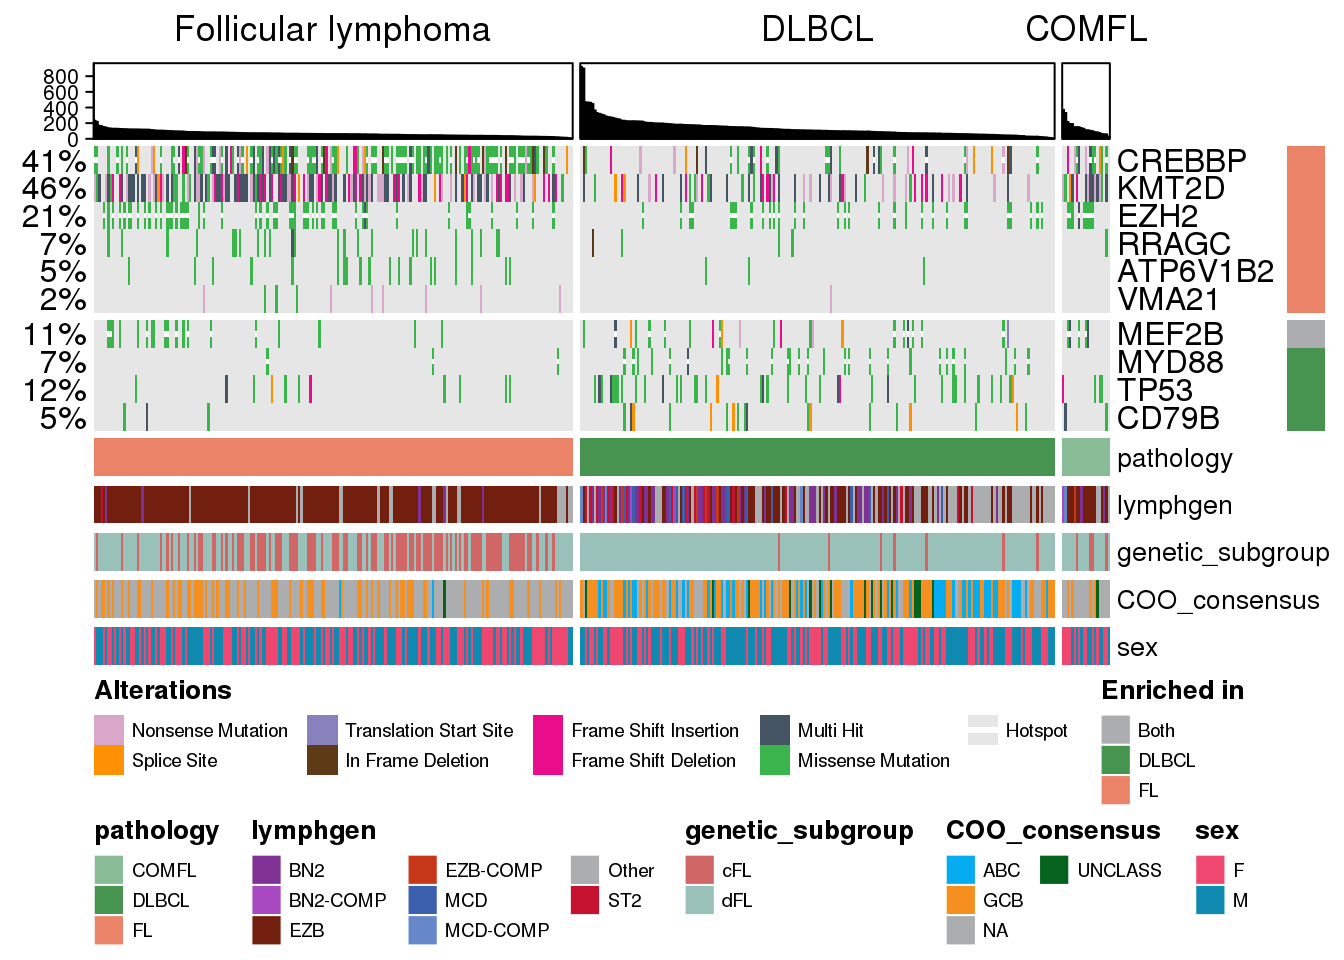 Follicular lymphoma DLBCL COMFL
800
600
400
200
0
41% CREBBP
46% KMT2D
21% EZH2
7% RRAGC
5% ATP6V1B2
2% VMA21
11% MEF2B
7% MYD88
12% TP53
5% CD79B
pathology
lymphgen
genetic_subgroup
COO_consensus
sex
Alterations Enriched in
Nonsense Mutation Translation Start Site Frame Shift Insertion Multi Hit Hotspot Both
Splice Site In Frame Deletion Frame Shift Deletion Missense Mutation DLBCL
FL
pathology lymphgen genetic_subgroup COO_consensus sex
COMFL BN2 EZB-COMP Other cFL ABC UNCLASS F
DLBCL BN2-COMP MCD ST2 dFL GCB M
FL EZB MCD-COMP NA